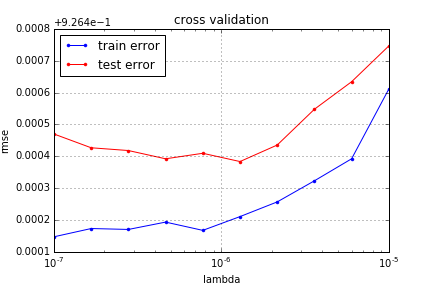 cross validation
+9.264e−1
0.0008
0.0007
0.0006
0.0005
0.0004
0.0003
0.0002
0.0001
rmse
train error
test error
10^-7
10^-6
10^-5
lambda